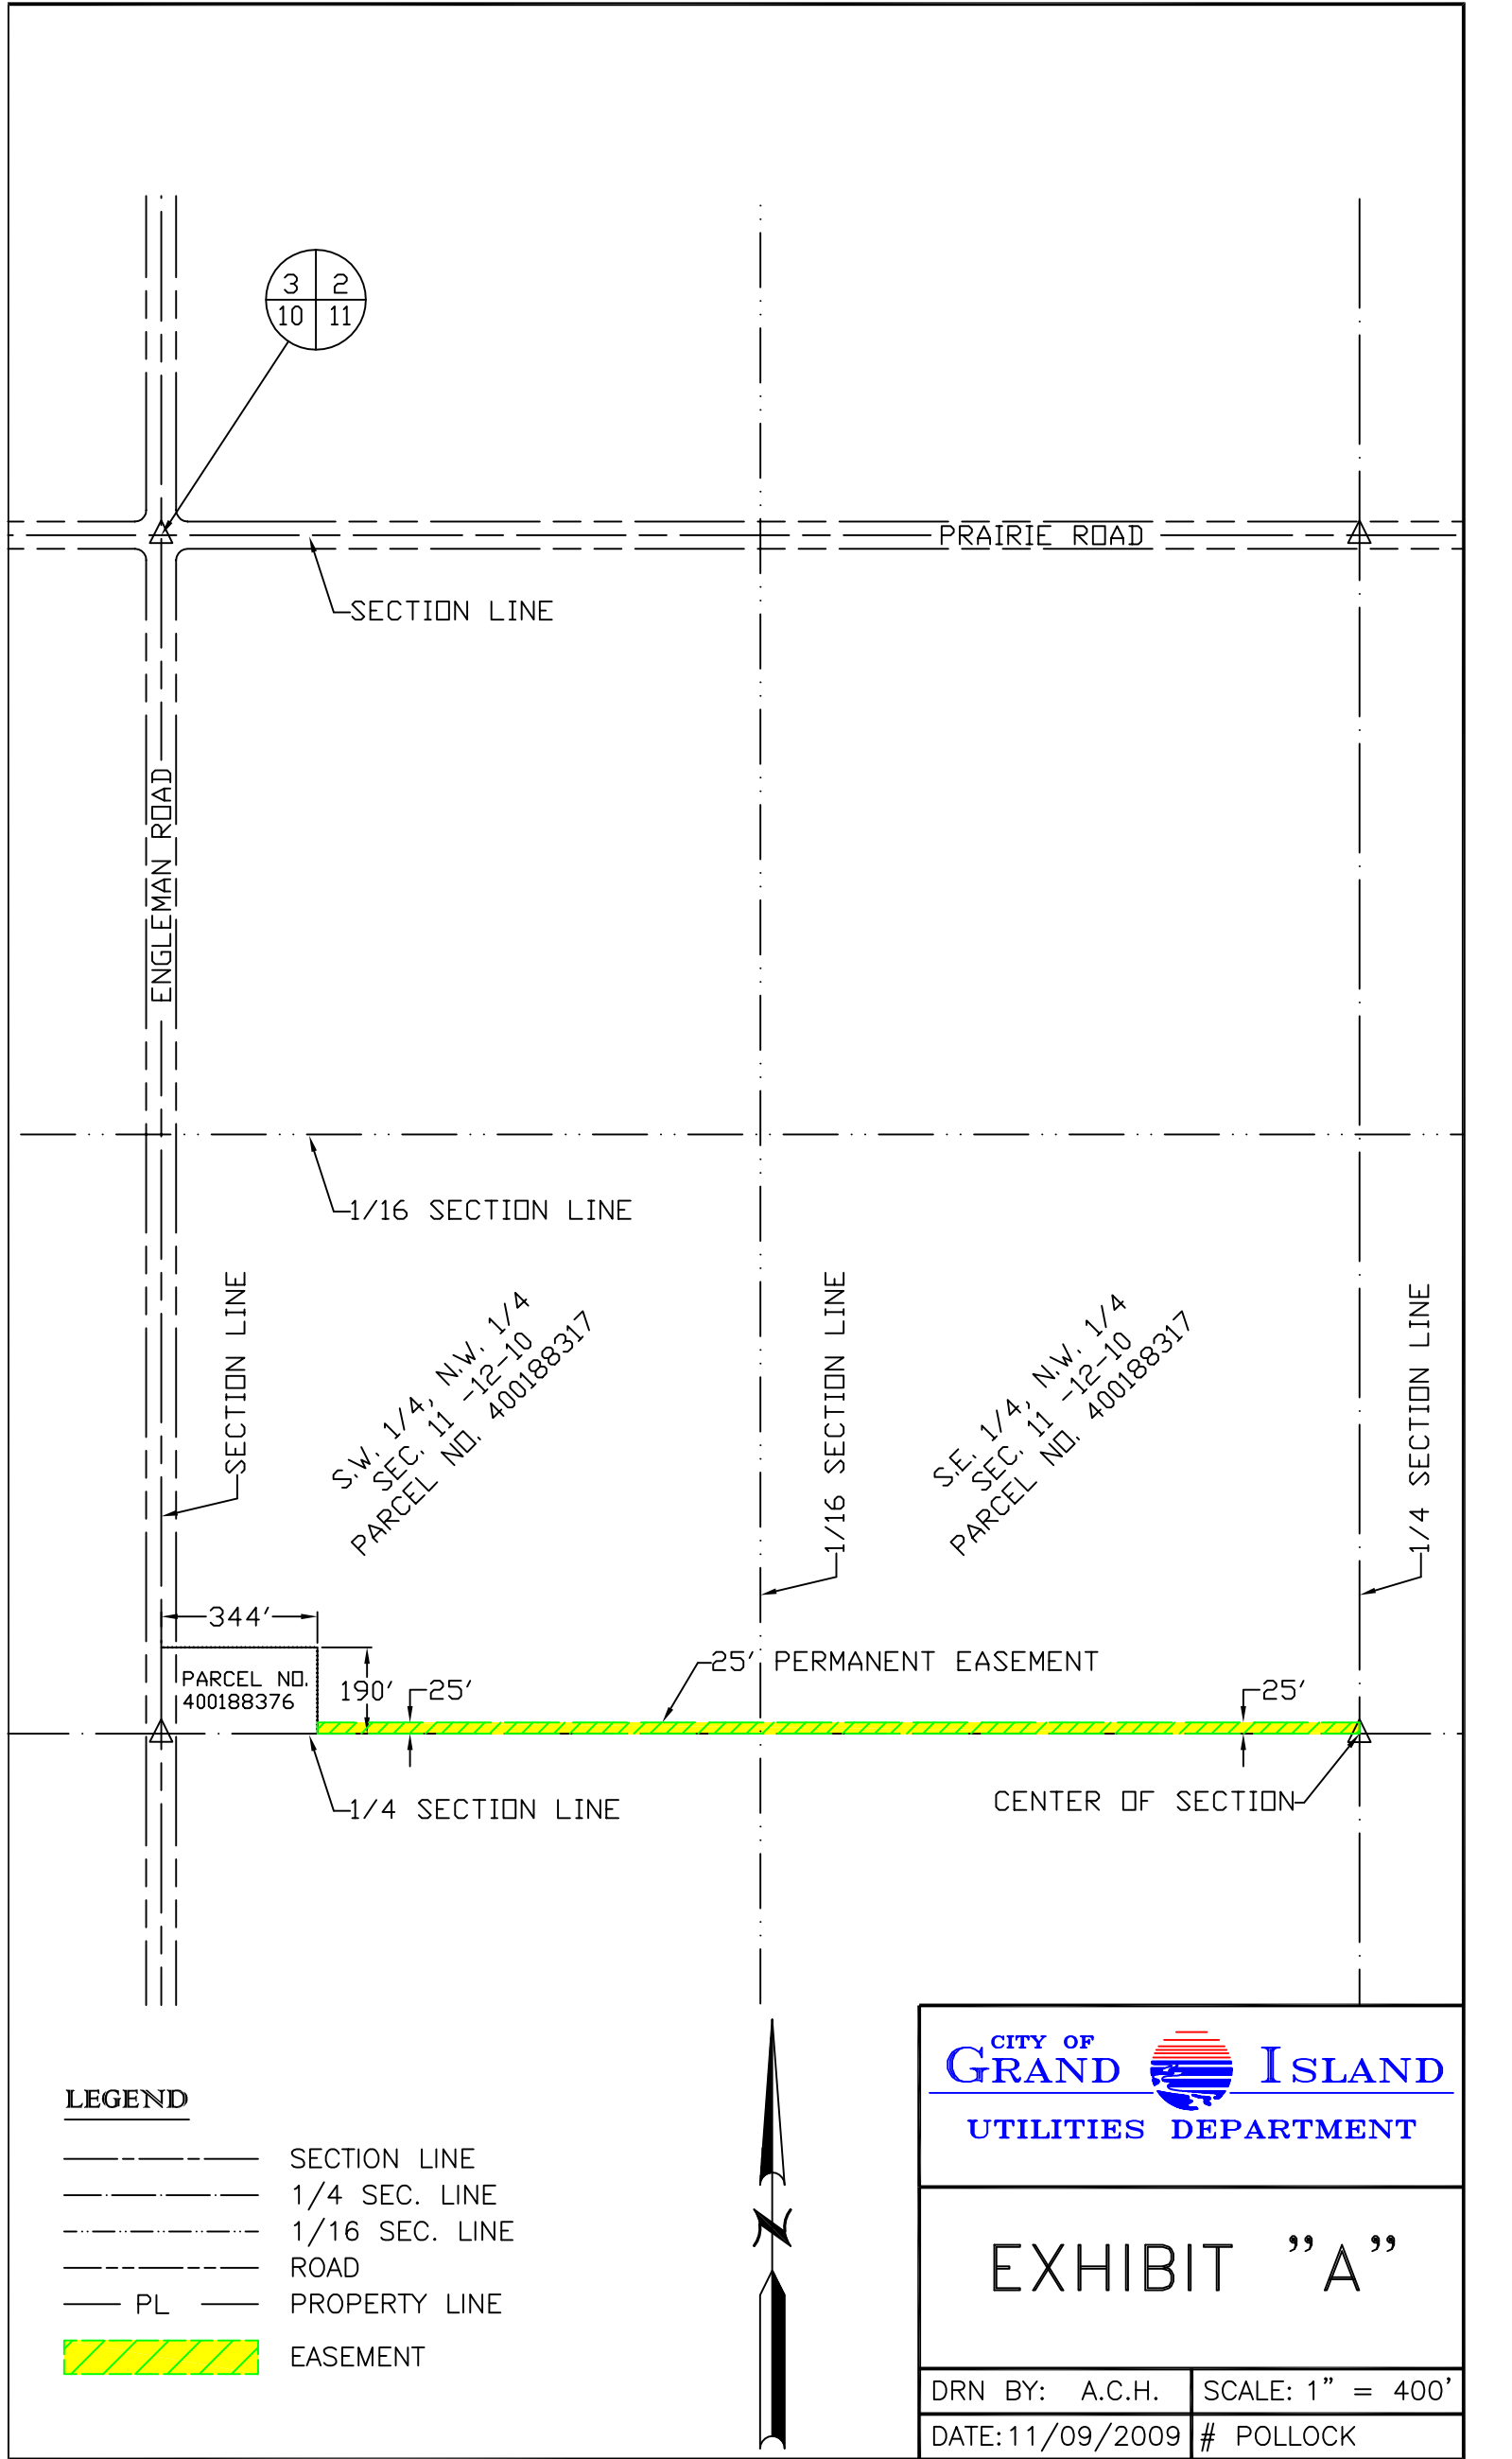 3 2
10 11
PRAIRIE ROAD
SECTION LINE
ENGLEMAN ROAD
1/16 SECTION LINE
SECTION LINE
S.W. 1/4, N.W. 1/4
SEC. 11 -12-10
PARCEL NO. 400188317
1/16 SECTION LINE
S.E. 1/4, N.W. 1/4
SEC. 11 -12-10
PARCEL NO. 400188317
1/4 SECTION LINE
344'
PARCEL NO.
400188376
190'
25'
25' PERMANENT EASEMENT
25'
1/4 SECTION LINE
CENTER OF SECTION
LEGEND
SECTION LINE
1/4 SEC. LINE
1/16 SEC. LINE
ROAD
PL PROPERTY LINE
EASEMENT
N
CITY OF
GRAND ISLAND
UTILITIES DEPARTMENT
EXHIBIT "A"
DRN BY: A.C.H.
SCALE: 1" = 400'
DATE:11/09/2009
# POLLOCK